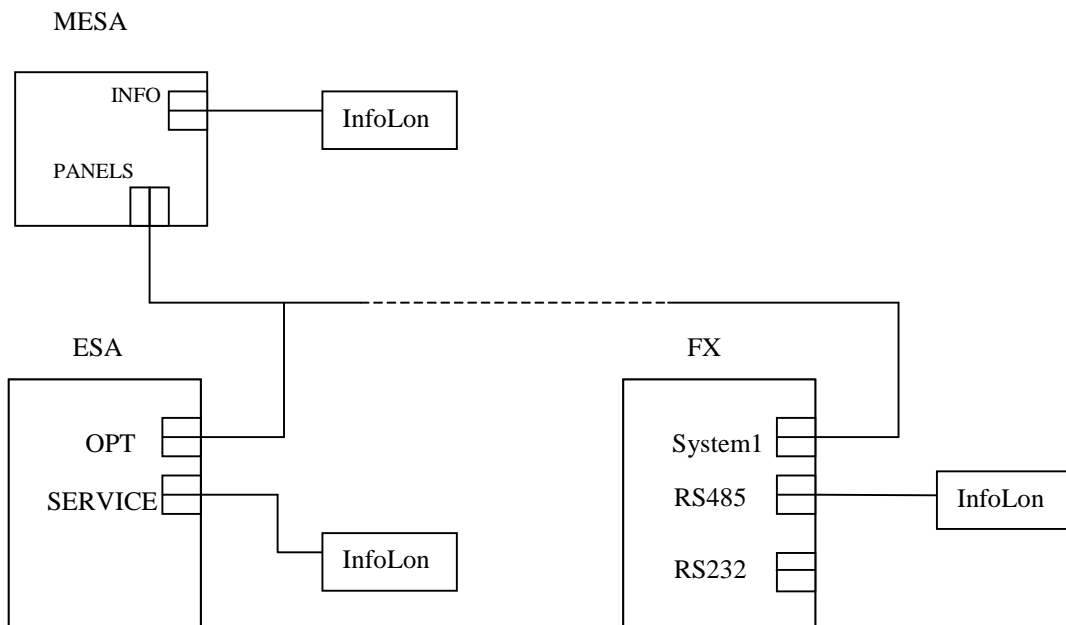 MESA
INFO
InfoLon
PANELS
ESA
FX
OPT
System1
SERVICE
RS485
InfoLon
InfoLon
RS232